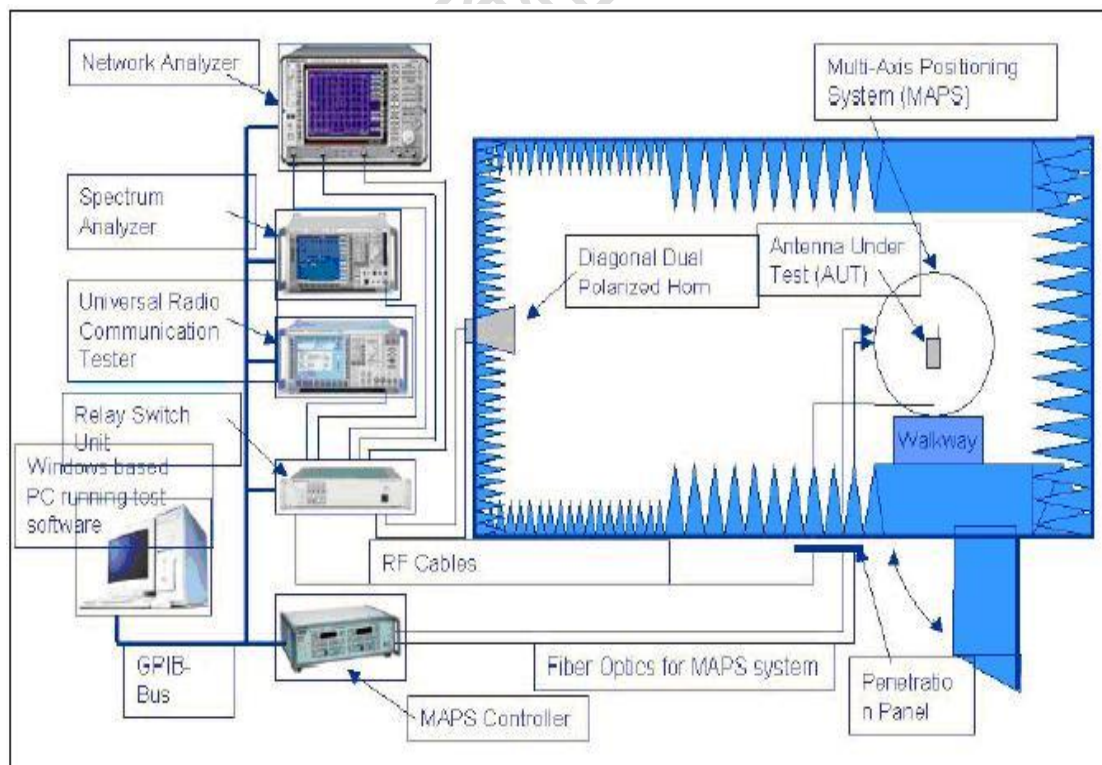 Network Analyzer
Multi-Axis Positioning
System (MAPS)
Spectrum
Analyzer
Diagonal Dual
Polarized Horn
Antenna Under
Test (AUT)
Universal Radio
Communication
Tester
Relay Switch
Unit
Walkway
Windows based
PC running test
software
RF Cables
GPIB-
Bus
Fiber Optics for MAPS system
MAPS Controller
Penetratio
n Panel